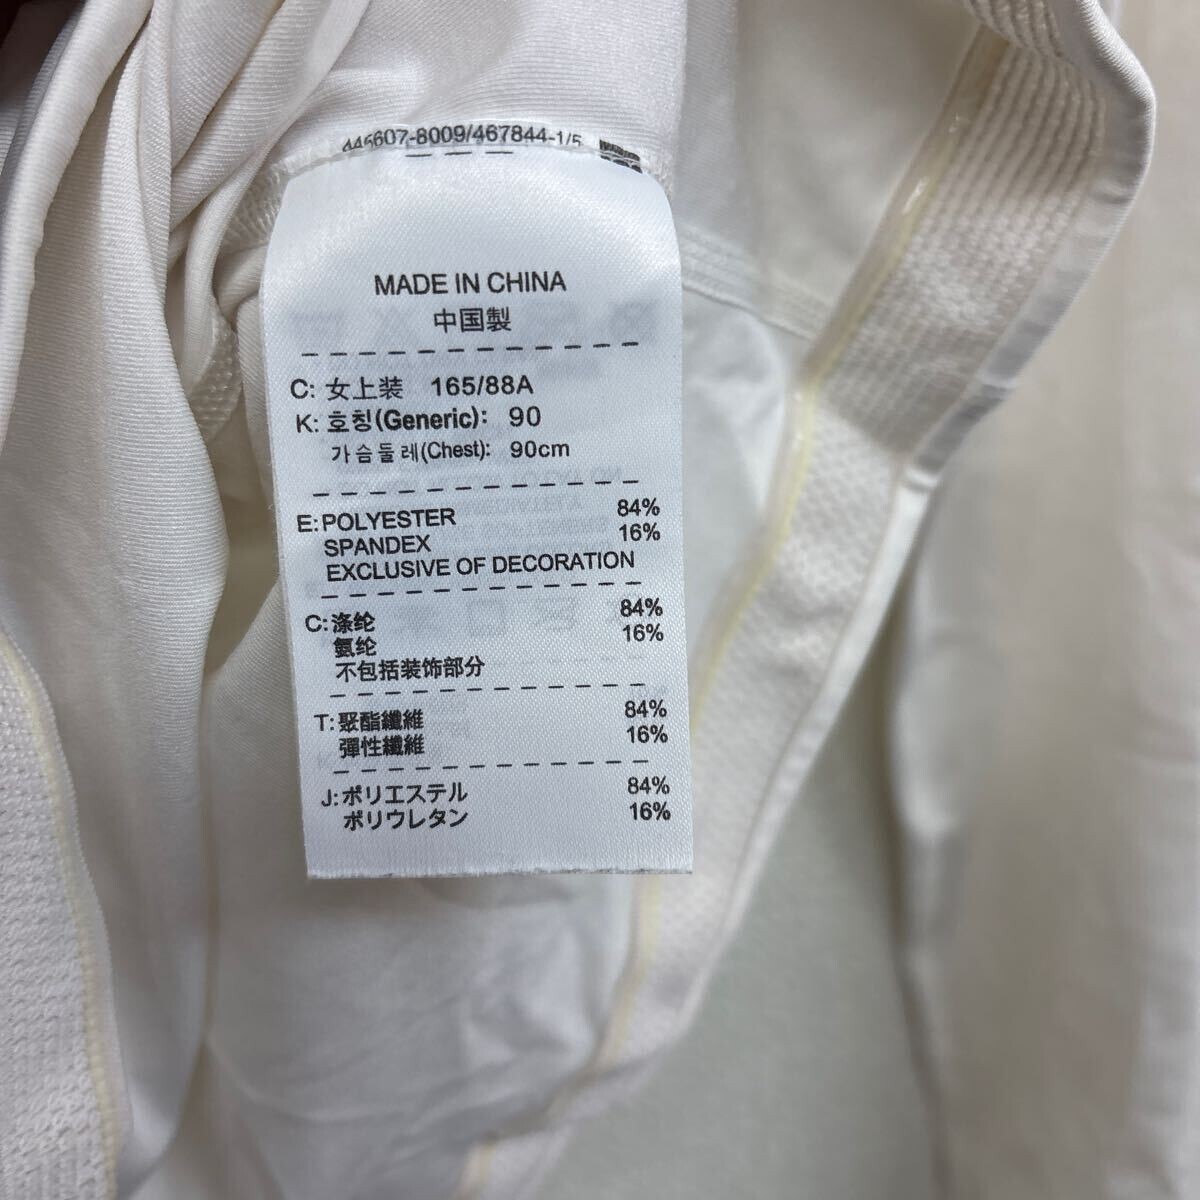 445607-8009/467844-1/5
MADE IN CHINA
中国製
C: 女上装 165/88A
K: 호칭(Generic): 90
가슴둘레(Chest): 90cm
E: POLYESTER 84%
SPANDEX 16%
EXCLUSIVE OF DECORATION
C: 涤纶 84%
氨纶 16%
不包括装饰部分
T: 聚酯纖維 84%
彈性纖維 16%
J: ポリエステル 84%
ポリウレタン 16%